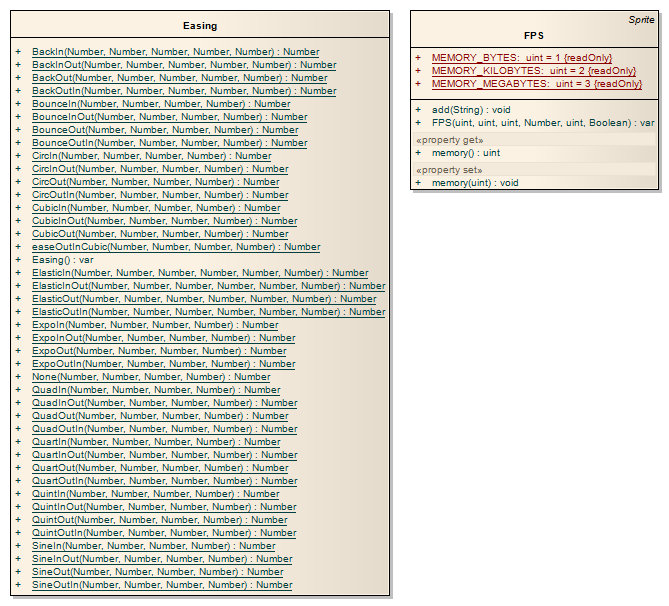 Easing
+ BackIn(Number, Number, Number, Number, Number) : Number
+ BackInOut(Number, Number, Number, Number, Number) : Number
+ BackOut(Number, Number, Number, Number, Number) : Number
+ BackOutIn(Number, Number, Number, Number, Number) : Number
+ BounceIn(Number, Number, Number, Number) : Number
+ BounceInOut(Number, Number, Number, Number) : Number
+ BounceOut(Number, Number, Number, Number) : Number
+ BounceOutIn(Number, Number, Number, Number) : Number
+ CircIn(Number, Number, Number, Number) : Number
+ CircInOut(Number, Number, Number, Number) : Number
+ CircOut(Number, Number, Number, Number) : Number
+ CircOutIn(Number, Number, Number, Number) : Number
+ CubicIn(Number, Number, Number, Number) : Number
+ CubicInOut(Number, Number, Number, Number) : Number
+ CubicOut(Number, Number, Number, Number) : Number
+ easeOutInCubic(Number, Number, Number, Number) : Number
+ Easing() : var
+ ElasticIn(Number, Number, Number, Number, Number, Number) : Number
+ ElasticInOut(Number, Number, Number, Number, Number, Number) : Number
+ ElasticOut(Number, Number, Number, Number, Number, Number) : Number
+ ElasticOutIn(Number, Number, Number, Number, Number, Number) : Number
+ ExpoIn(Number, Number, Number, Number) : Number
+ ExpoInOut(Number, Number, Number, Number) : Number
+ ExpoOut(Number, Number, Number, Number) : Number
+ ExpoOutIn(Number, Number, Number, Number) : Number
+ None(Number, Number, Number, Number) : Number
+ QuadIn(Number, Number, Number, Number) : Number
+ QuadInOut(Number, Number, Number, Number) : Number
+ QuadOut(Number, Number, Number, Number) : Number
+ QuadOutIn(Number, Number, Number, Number) : Number
+ QuartIn(Number, Number, Number, Number) : Number
+ QuartInOut(Number, Number, Number, Number) : Number
+ QuartOut(Number, Number, Number, Number) : Number
+ QuartOutIn(Number, Number, Number, Number) : Number
+ QuintIn(Number, Number, Number, Number) : Number
+ QuintInOut(Number, Number, Number, Number) : Number
+ QuintOut(Number, Number, Number, Number) : Number
+ QuintOutIn(Number, Number, Number, Number) : Number
+ SineIn(Number, Number, Number, Number) : Number
+ SineInOut(Number, Number, Number, Number) : Number
+ SineOut(Number, Number, Number, Number) : Number
+ SineOutIn(Number, Number, Number, Number) : Number
Sprite
FPS
+ MEMORY_BYTES: uint = 1 {readOnly}
+ MEMORY_KILOBYTES: uint = 2 {readOnly}
+ MEMORY_MEGABYTES: uint = 3 {readOnly}
+ add(String) : void
+ FPS(uint, uint, uint, Number, uint, Boolean) : var
«property get»
+ memory() : uint
«property set»
+ memory(uint) : void